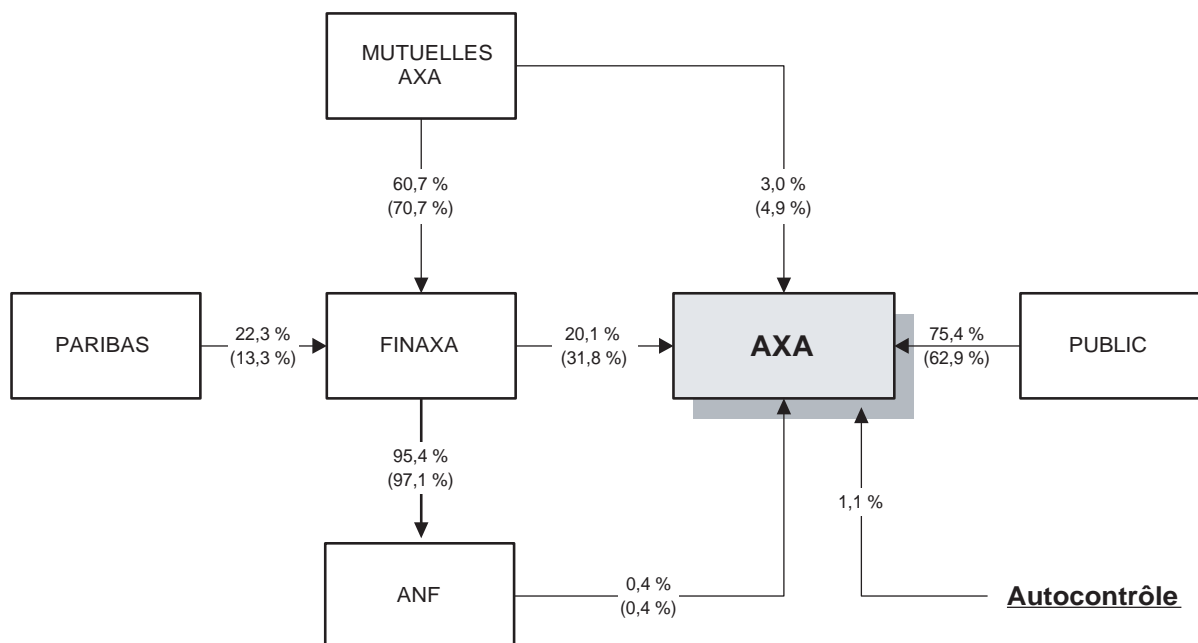 MUTUELLES
AXA
60,7 %
(70,7 %)
3,0 %
(4,9 %)
PARIBAS
22,3 %
(13,3 %)
FINAXA
20,1 %
(31,8 %)
AXA
75,4 %
(62,9 %)
PUBLIC
95,4 %
(97,1 %)
1,1 %
ANF
0,4 %
(0,4 %)
Autocontrôle